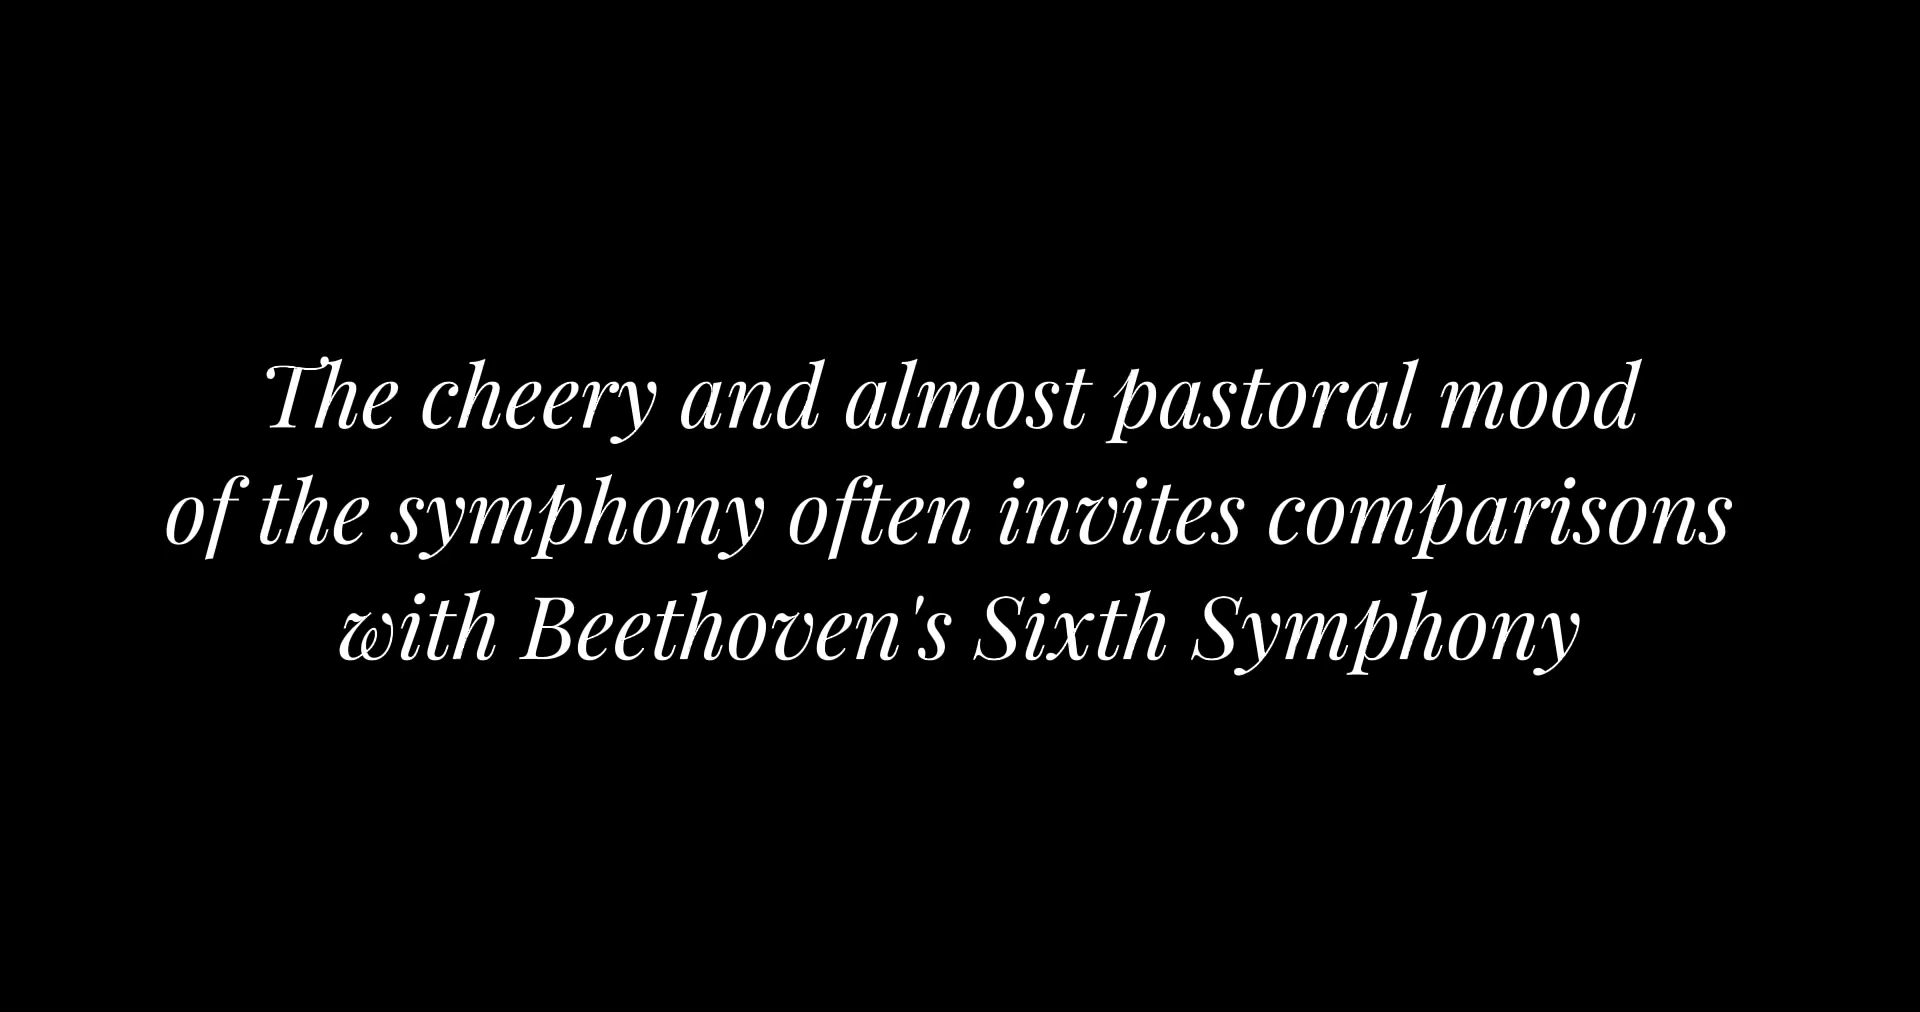 The cheery and almost pastoral mood
of the symphony often invites comparisons
with Beethoven's Sixth Symphony